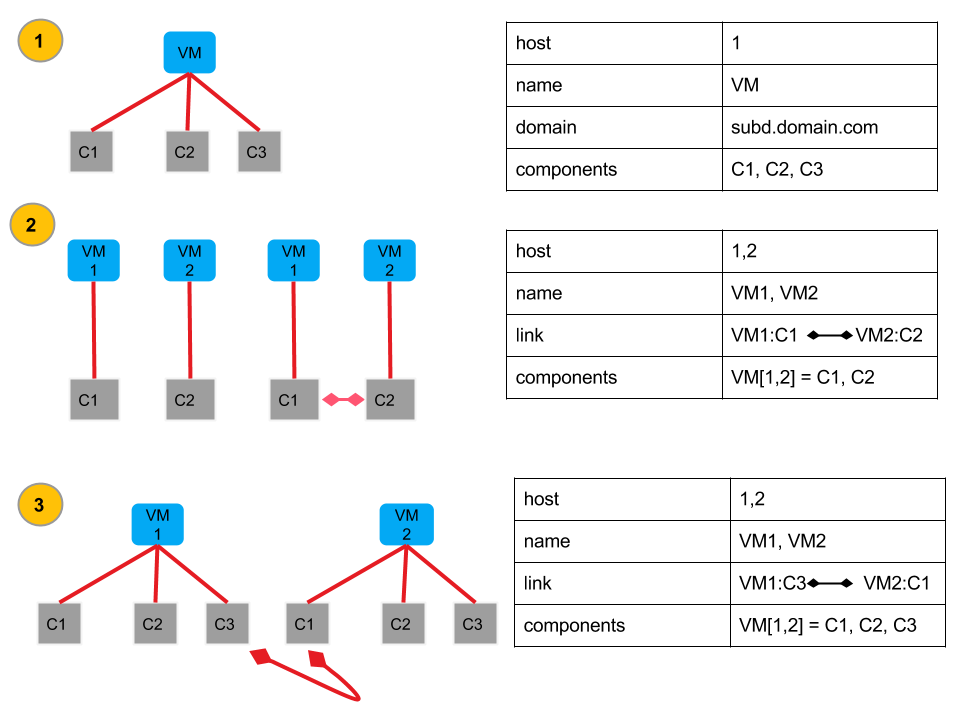 1
VM
C1
C2
C3
host 1
name VM
domain subd.domain.com
components C1, C2, C3
2
VM
1
VM
2
VM
1
VM
2
C1
C2
C1
C2
host 1,2
name VM1, VM2
link VM1:C1 VM2:C2
components VM[1,2] = C1, C2
3
VM
1
VM
2
C1
C2
C3
C1
C2
C3
host 1,2
name VM1, VM2
link VM1:C3 VM2:C1
components VM[1,2] = C1, C2, C3